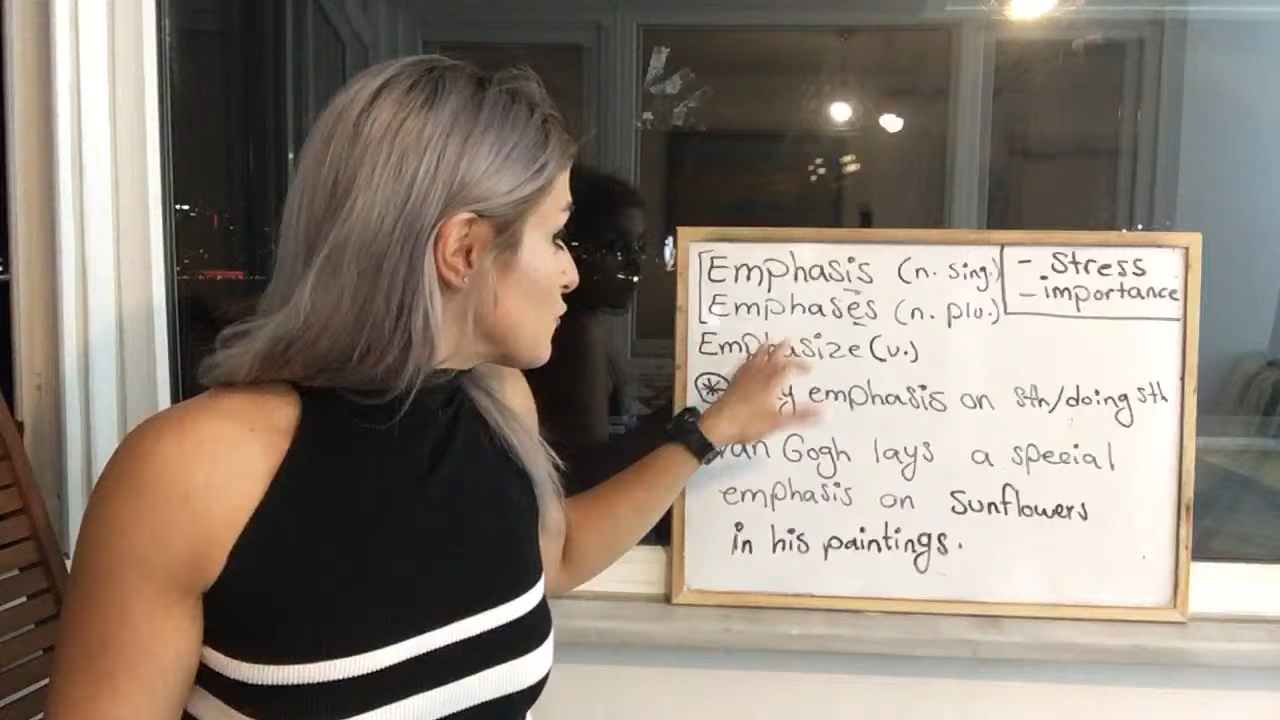 Emphasis (n. sing.)
- Stress
- importance
Emphases (n. plu.)
Emphasize (v.)
emphasis on sth/doing sth
Van Gogh lays a special
emphasis on sunflowers
in his paintings.